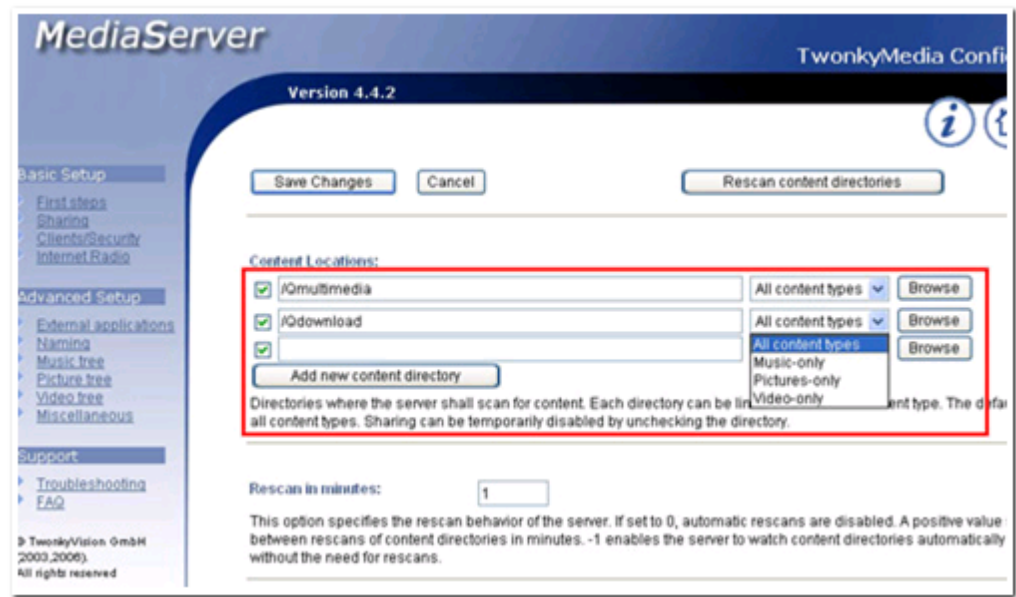 MediaServer
TwonkyMedia Confi
Version 4.4.2
Basic Setup
First steps
Sharing
Clients/Security
Internet Radio
Advanced Setup
External applications
Naming
Music tree
Picture tree
Video tree
Miscellaneous
Support
Troubleshooting
FAQ
© TwonkyVision GmbH
(2003,2006).
All rights reserved
Save Changes Cancel Rescan content directories
Content Locations:
/Qmultimedia All content types Browse
/Qdownload All content types Browse
All content types Browse
Music-only
Pictures-only
Video-only
Add new content directory
Directories where the server shall scan for content. Each directory can be lin ent type. The defau
all content types. Sharing can be temporarily disabled by unchecking the directory.
Rescan in minutes: 1
This option specifies the rescan behavior of the server. If set to 0, automatic rescans are disabled. A positive value
between rescans of content directories in minutes. -1 enables the server to watch content directories automatically
without the need for rescans.